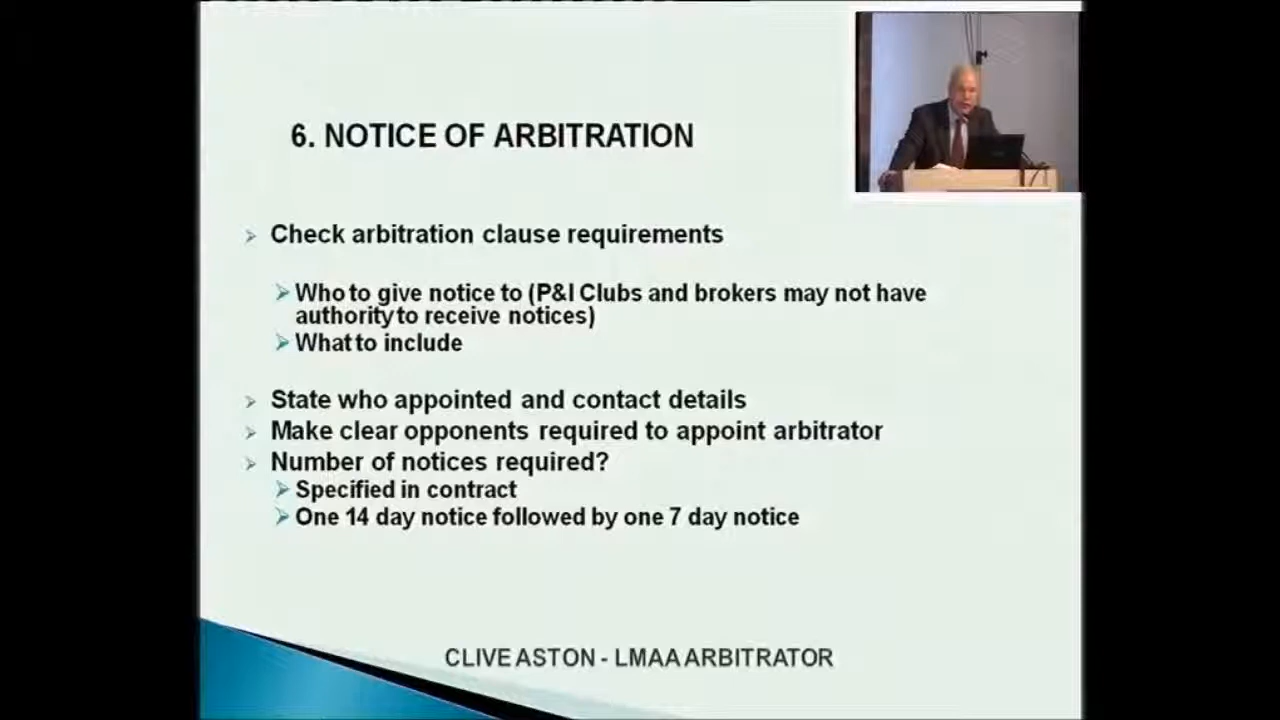 6. NOTICE OF ARBITRATION
Check arbitration clause requirements
Who to give notice to (P&I Clubs and brokers may not have
authority to receive notices)
What to include
State who appointed and contact details
Make clear opponents required to appoint arbitrator
Number of notices required?
Specified in contract
One 14 day notice followed by one 7 day notice
CLIVE ASTON - LMAA ARBITRATOR